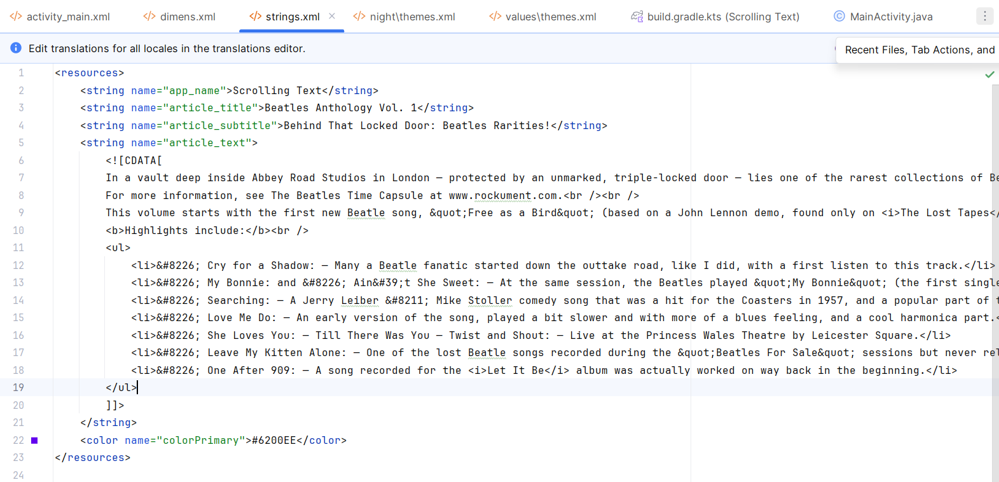 activity_main.xml dimens.xml strings.xml night\themes.xml values\themes.xml build.gradle.kts (Scrolling Text) MainActivity.java
Edit translations for all locales in the translations editor.
Recent Files, Tab Actions, and
1 <resources>
2 <string name="app_name">Scrolling Text</string>
3 <string name="article_title">Beatles Anthology Vol. 1</string>
4 <string name="article_subtitle">Behind That Locked Door: Beatles Rarities!</string>
5 <string name="article_text">
6 <![CDATA[
7 In a vault deep inside Abbey Road Studios in London — protected by an unmarked, triple-locked door — lies one of the rarest collections of Be
8 For more information, see The Beatles Time Capsule at www.rockument.com.<br /><br />
9 This volume starts with the first new Beatle song, &quot;Free as a Bird&quot; (based on a John Lennon demo, found only on <i>The Lost Tapes</
10 <b>Highlights include:</b><br />
11 <ul>
12 <li>&#8226; Cry for a Shadow: — Many a Beatle fanatic started down the outtake road, like I did, with a first listen to this track.</li>
13 <li>&#8226; My Bonnie: and &#8226; Ain&#39;t She Sweet: — At the same session, the Beatles played &quot;My Bonnie&quot; (the first single
14 <li>&#8226; Searching: — A Jerry Leiber &#8211; Mike Stoller comedy song that was a hit for the Coasters in 1957, and a popular part of t
15 <li>&#8226; Love Me Do: — An early version of the song, played a bit slower and with more of a blues feeling, and a cool harmonica part.<
16 <li>&#8226; She Loves You: — Till There Was You — Twist and Shout: — Live at the Princess Wales Theatre by Leicester Square.</li>
17 <li>&#8226; Leave My Kitten Alone: — One of the lost Beatle songs recorded during the &quot;Beatles For Sale&quot; sessions but never rel
18 <li>&#8226; One After 909: — A song recorded for the <i>Let It Be</i> album was actually worked on way back in the beginning.</li>
19 </ul>
20 ]]>
21 </string>
22 <color name="colorPrimary">#6200EE</color>
23 </resources>
24